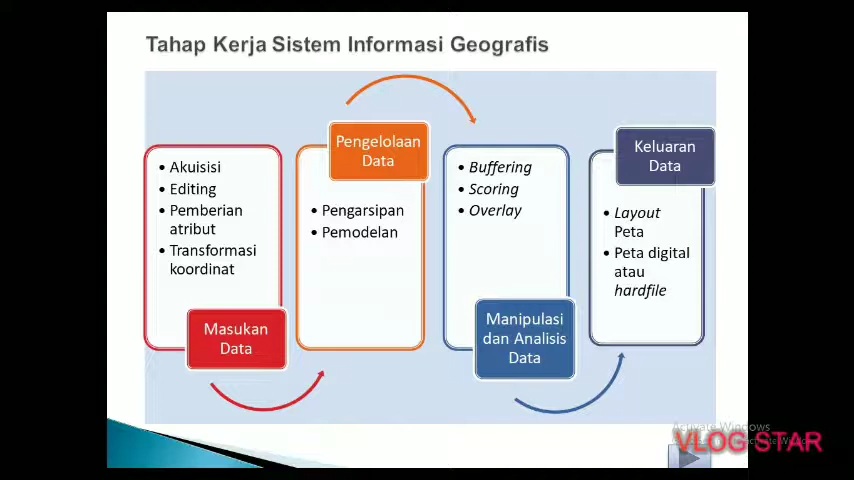 Tahap Kerja Sistem Informasi Geografis
• Akuisisi
• Editing
• Pemberian
atribut
• Transformasi
koordinat
Masukan
Data
Pengelolaan
Data
• Pengarsipan
• Pemodelan
• Buffering
• Scoring
• Overlay
Manipulasi
dan Analisis
Data
Keluaran
Data
• Layout
Peta
• Peta digital
atau
hardfile
Activate Windows
VLOG STAR